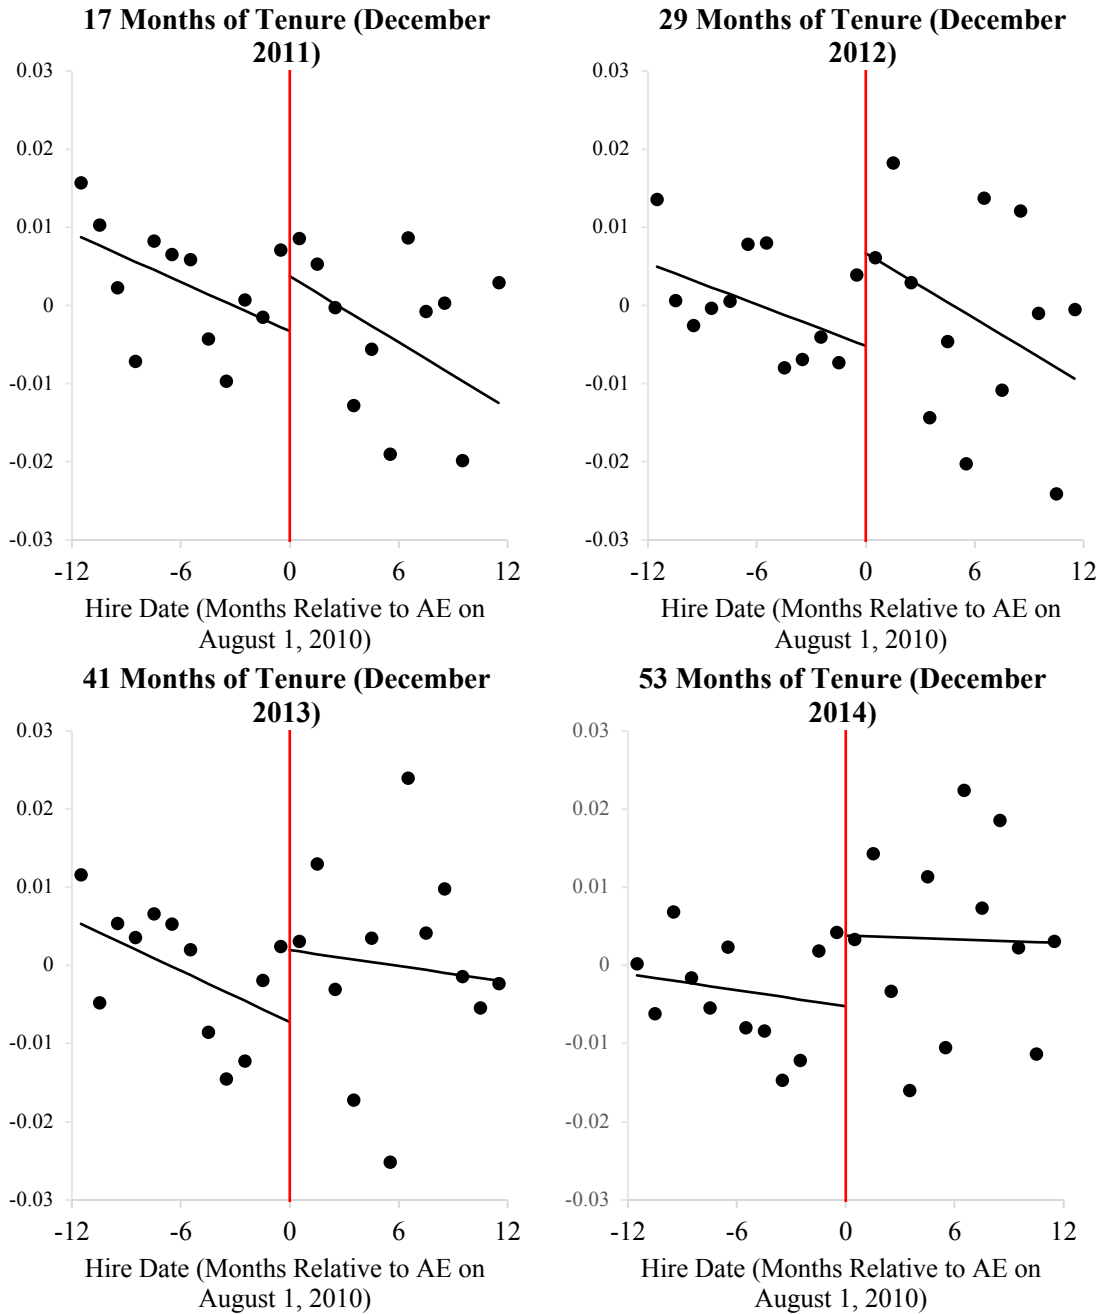 17 Months of Tenure (December
2011)
0.03
0.02
0.01
0
-0.01
-0.02
-0.03
-12 -6 0 6 12
Hire Date (Months Relative to AE on
August 1, 2010)
29 Months of Tenure (December
2012)
0.03
0.02
0.01
0
-0.01
-0.02
-0.03
-12 -6 0 6 12
Hire Date (Months Relative to AE on
August 1, 2010)
41 Months of Tenure (December
2013)
0.03
0.02
0.01
0
-0.01
-0.02
-0.03
-12 -6 0 6 12
Hire Date (Months Relative to AE on
August 1, 2010)
53 Months of Tenure (December
2014)
0.03
0.02
0.01
0
-0.01
-0.02
-0.03
-12 -6 0 6 12
Hire Date (Months Relative to AE on
August 1, 2010)